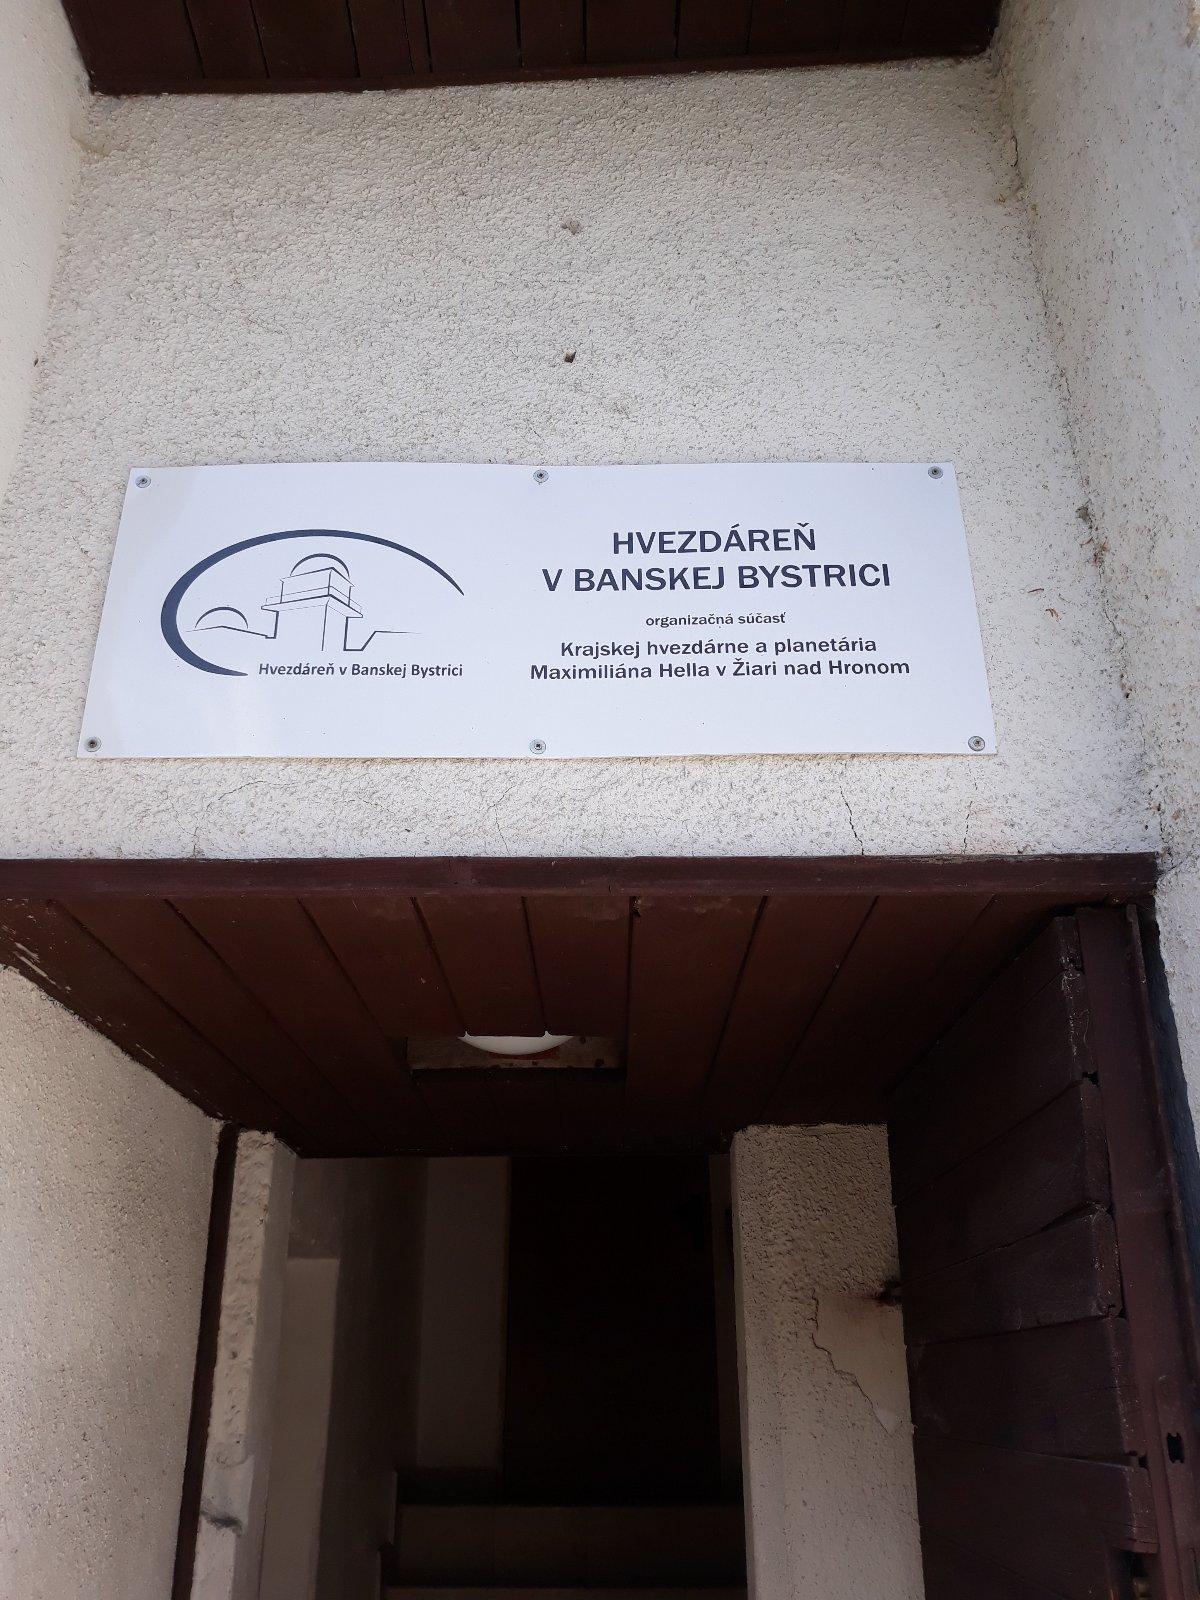 Hvezdáreň v Banskej Bystrici
HVEZDÁREŇ
V BANSKEJ BYSTRICI
organizačná súčasť
Krajskej hvezdárne a planetária
Maximiliána Hella v Žiari nad Hronom